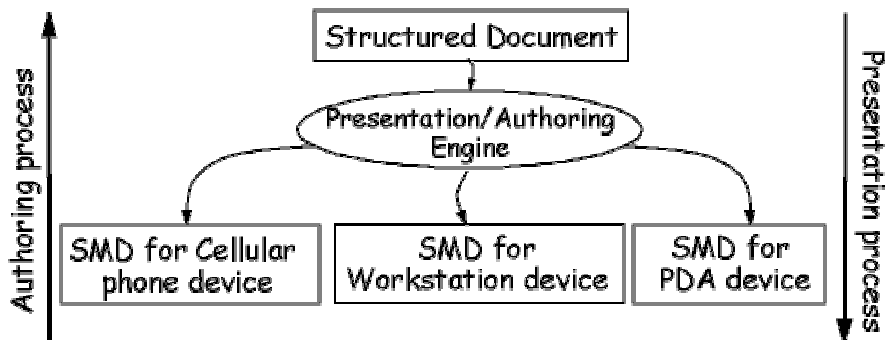 Authoring process
Structured Document
Presentation/Authoring
Engine
SMD for Cellular
phone device
SMD for
Workstation device
SMD for
PDA device
Presentation process